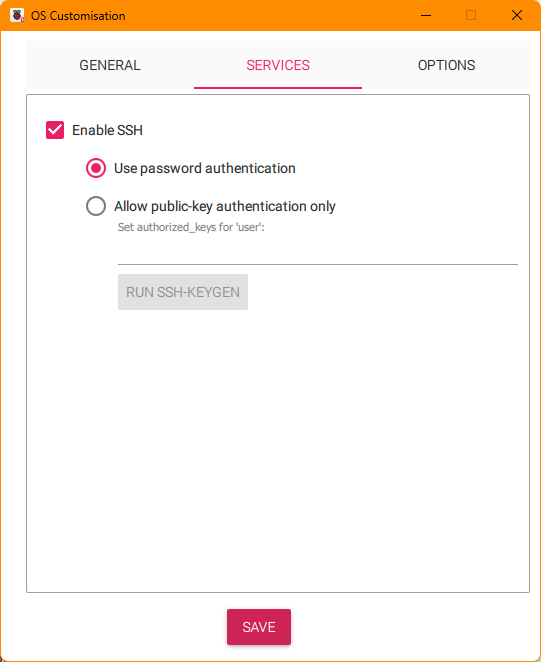 OS Customisation
GENERAL
SERVICES
OPTIONS
Enable SSH
Use password authentication
Allow public-key authentication only
Set authorized_keys for 'user':
RUN SSH-KEYGEN
SAVE